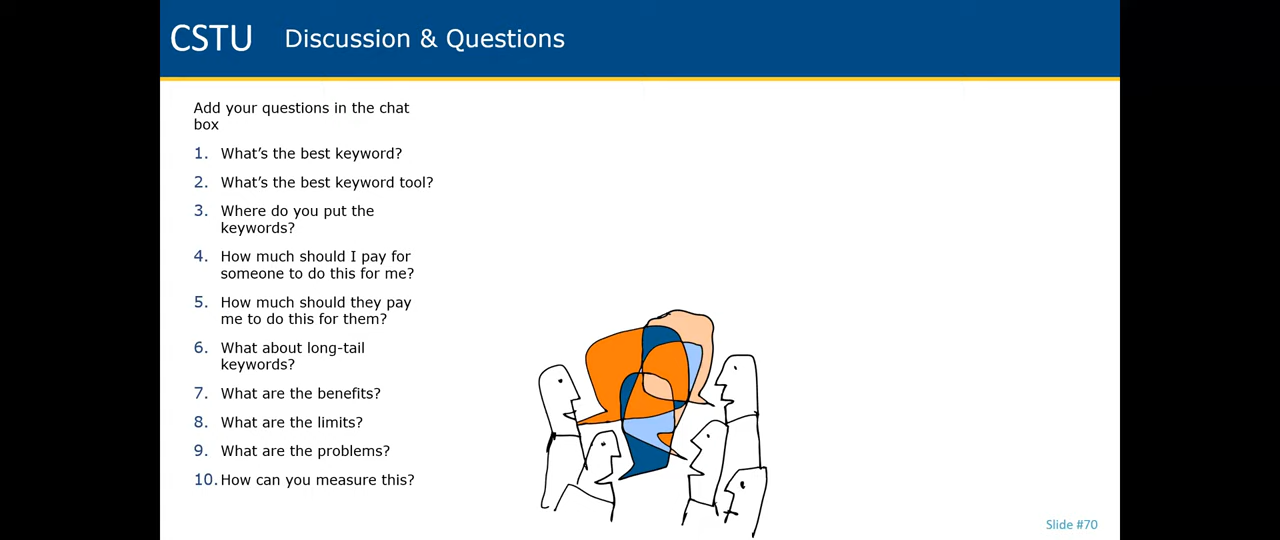 CSTU Discussion & Questions
Add your questions in the chat
box
1. What’s the best keyword?
2. What’s the best keyword tool?
3. Where do you put the
keywords?
4. How much should I pay for
someone to do this for me?
5. How much should they pay
me to do this for them?
6. What about long-tail
keywords?
7. What are the benefits?
8. What are the limits?
9. What are the problems?
10. How can you measure this?
Slide #70